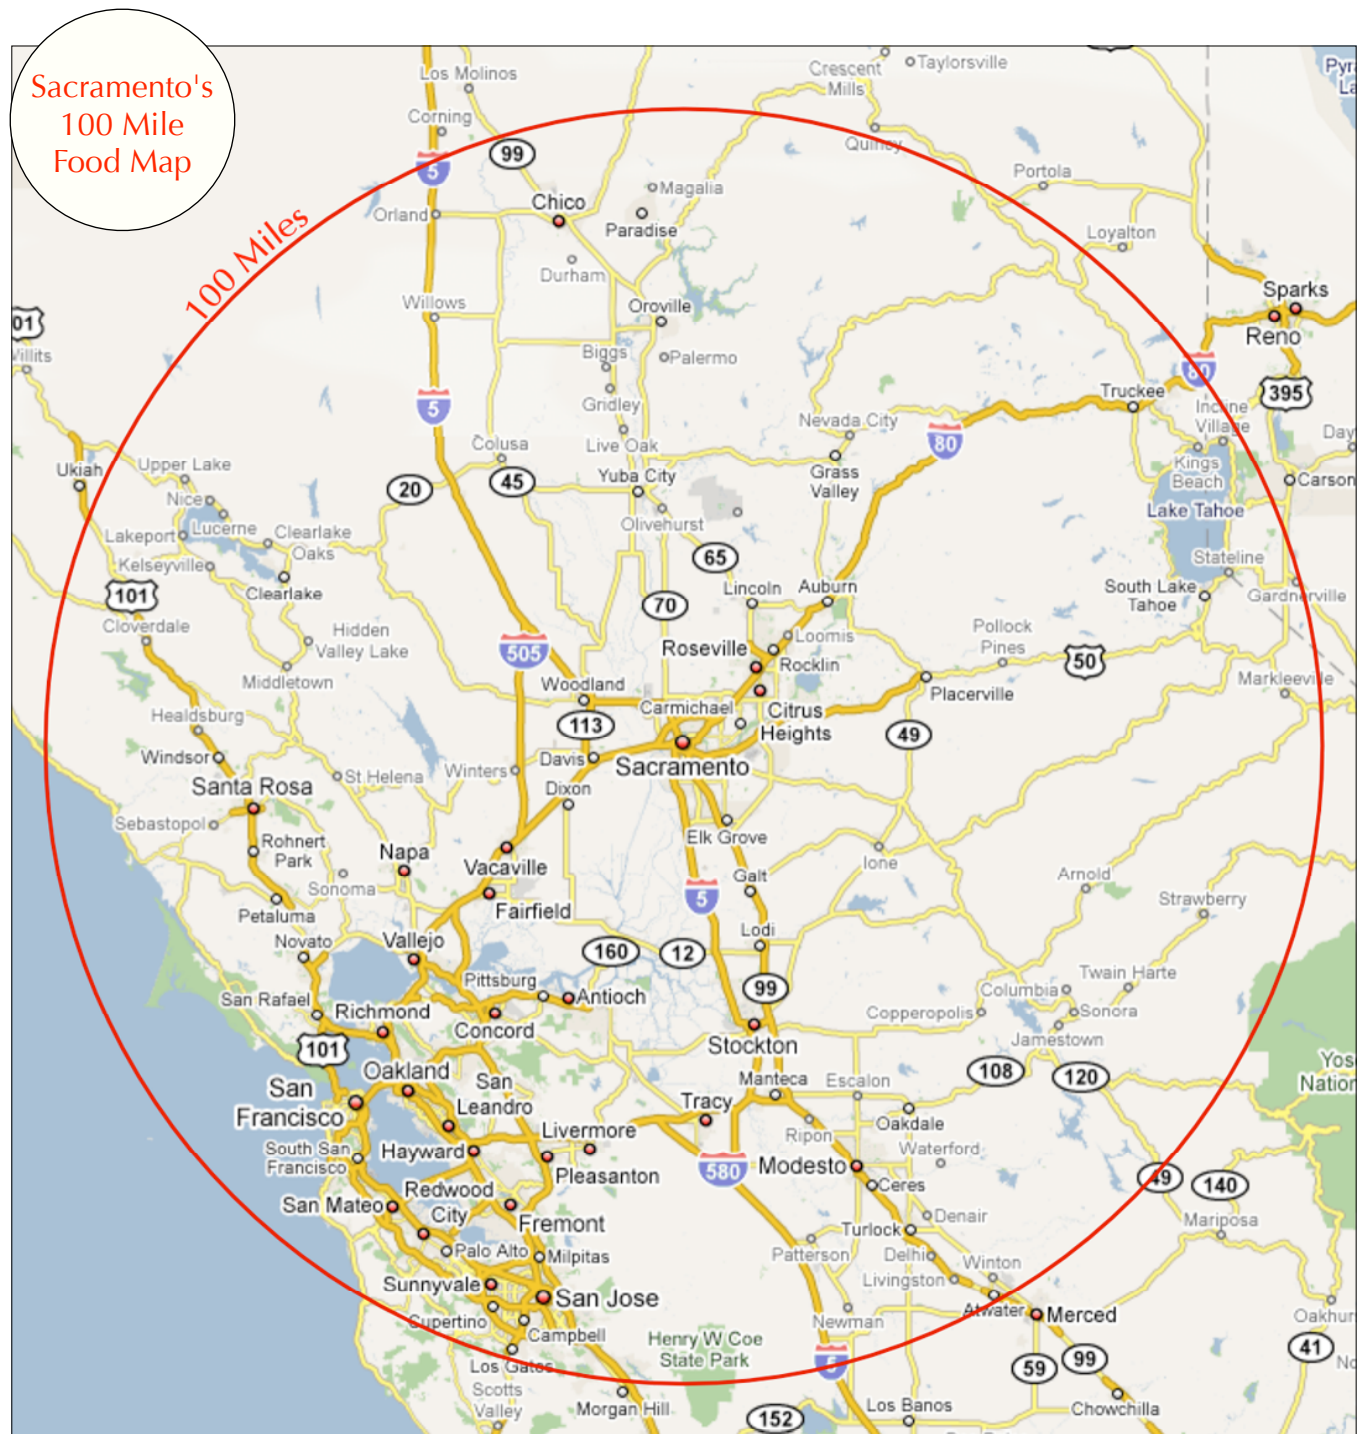 Sacramento's
100 Mile
Food Map
100 Miles
Los Molinos
Crescent
Mills
Taylorsville
Corning
99
Quincy
5
Portola
Magalia
Chico
Orland
Paradise
Loyalton
Durham
Willows
Oroville
Sparks
Reno
01
Biggs
Palermo
80
Truckee
395
5
Gridley
Nevada City
Incline
Village
Live Oak
Colusa
80
Ukiah
Upper Lake
Grass
Valley
Kings
Beach
Yuba City
20
45
Carson
Nice
Lake Tahoe
Lucerne
Olivehurst
Lakeport
Clearlake
Oaks
Kelseyville
65
Stateline
Clearlake
Lincoln
Auburn
South Lake
Tahoe
Gardnerville
101
70
Cloverdale
Hidden
Valley Lake
Loomis
Pollock
Pines
505
Roseville
Rocklin
50
Middletown
Woodland
Placerville
Markleeville
Carmichael
Citrus
Heights
Healdsburg
113
49
Windsor
Davis
Sacramento
St Helena
Winters
Santa Rosa
Dixon
Sebastopol
Elk Grove
Rohnert
Park
Napa
Vacaville
Ione
Sonoma
Galt
Arnold
Fairfield
5
Strawberry
Petaluma
Novato
Vallejo
Lodi
160
12
Pittsburg
Twain Harte
99
San Rafael
Antioch
Columbia
Richmond
Concord
Copperopolis
Sonora
Stockton
Jamestown
101
Oakland
San
Leandro
108
120
Manteca
Escalon
San
Francisco
Tracy
Oakdale
Livermore
Ripon
Hayward
Waterford
South San
Francisco
Pleasanton
580
Modesto
49
140
Ceres
Redwood
City
San Mateo
Fremont
Denair
Turlock
Mariposa
Palo Alto
Milpitas
Patterson
Delhi
Winton
Sunnyvale
Livingston
San Jose
Atwater
Merced
Cupertino
Newman
Campbell
Henry W Coe
State Park
41
Los Gatos
5
59
99
Scotts
Valley
Morgan Hill
152
Los Banos
Chowchilla